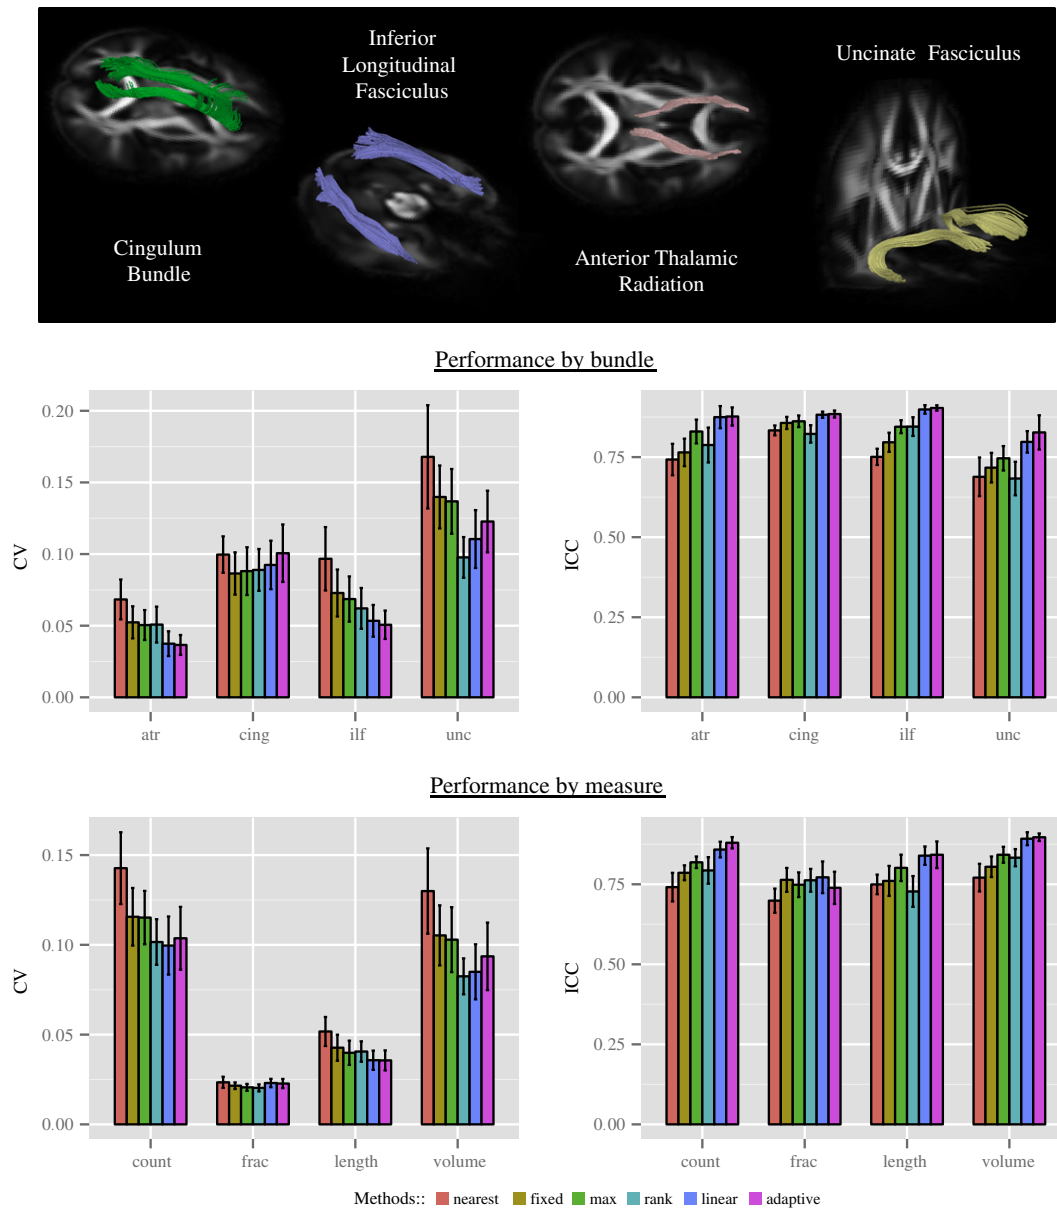 Inferior
Longitudinal
Fasciculus
Uncinate Fasciculus
Cingulum
Bundle
Anterior Thalamic
Radiation
Performance by bundle
CV
0.20
0.15
0.10
0.05
0.00
atr cing ilf unc
ICC
0.75
0.50
0.25
0.00
atr cing ilf unc
Performance by measure
CV
0.15
0.10
0.05
0.00
count frac length volume
ICC
0.75
0.50
0.25
0.00
count frac length volume
Methods:: nearest fixed max rank linear adaptive